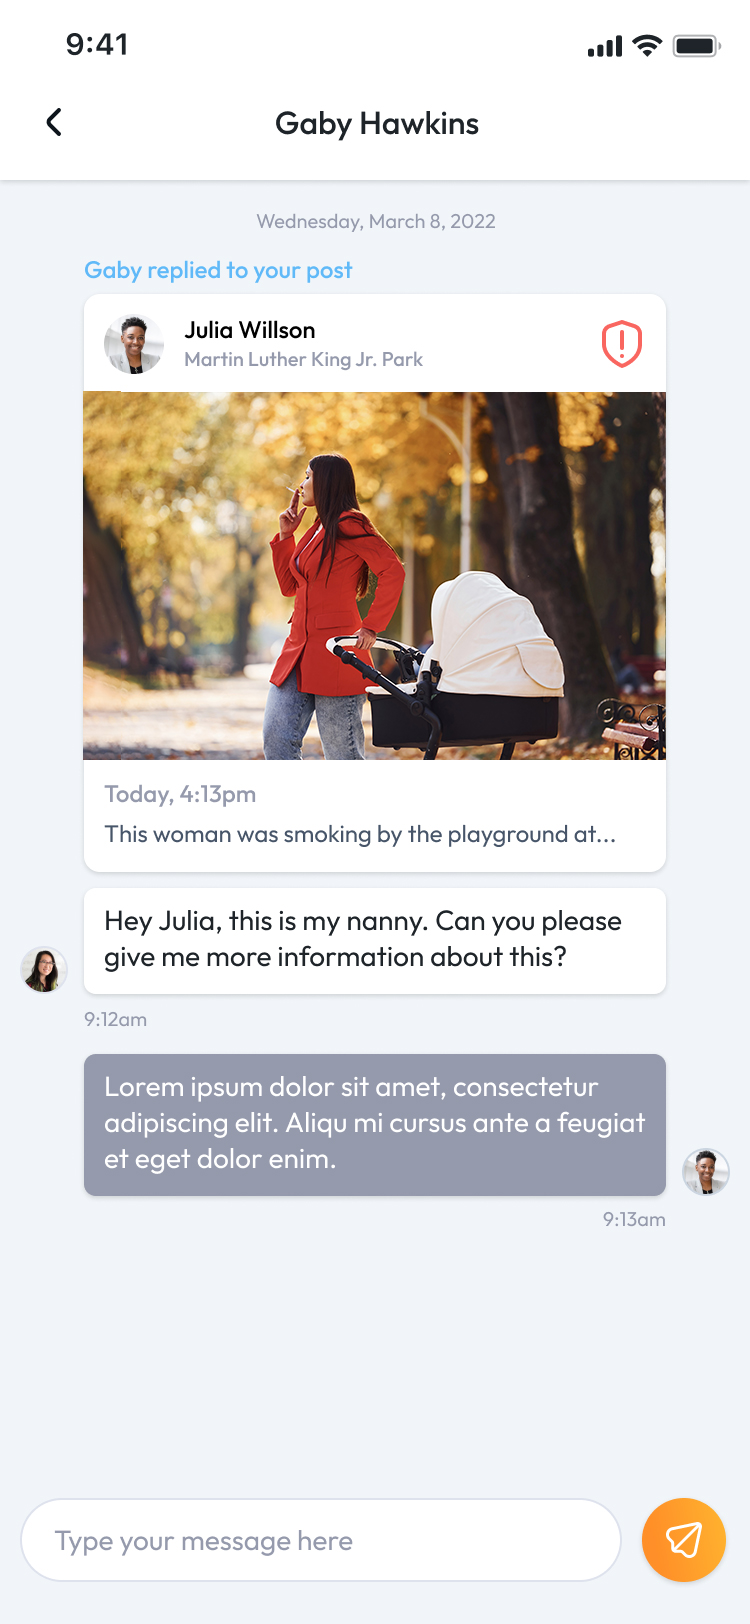 9:41
Gaby Hawkins
Wednesday, March 8, 2022
Gaby replied to your post
Julia Willson
Martin Luther King Jr. Park
Today, 4:13pm
This woman was smoking by the playground at...
Hey Julia, this is my nanny. Can you please
give me more information about this?
9:12am
Lorem ipsum dolor sit amet, consectetur
adipiscing elit. Aliqu mi cursus ante a feugiat
et eget dolor enim.
9:13am
Type your message here